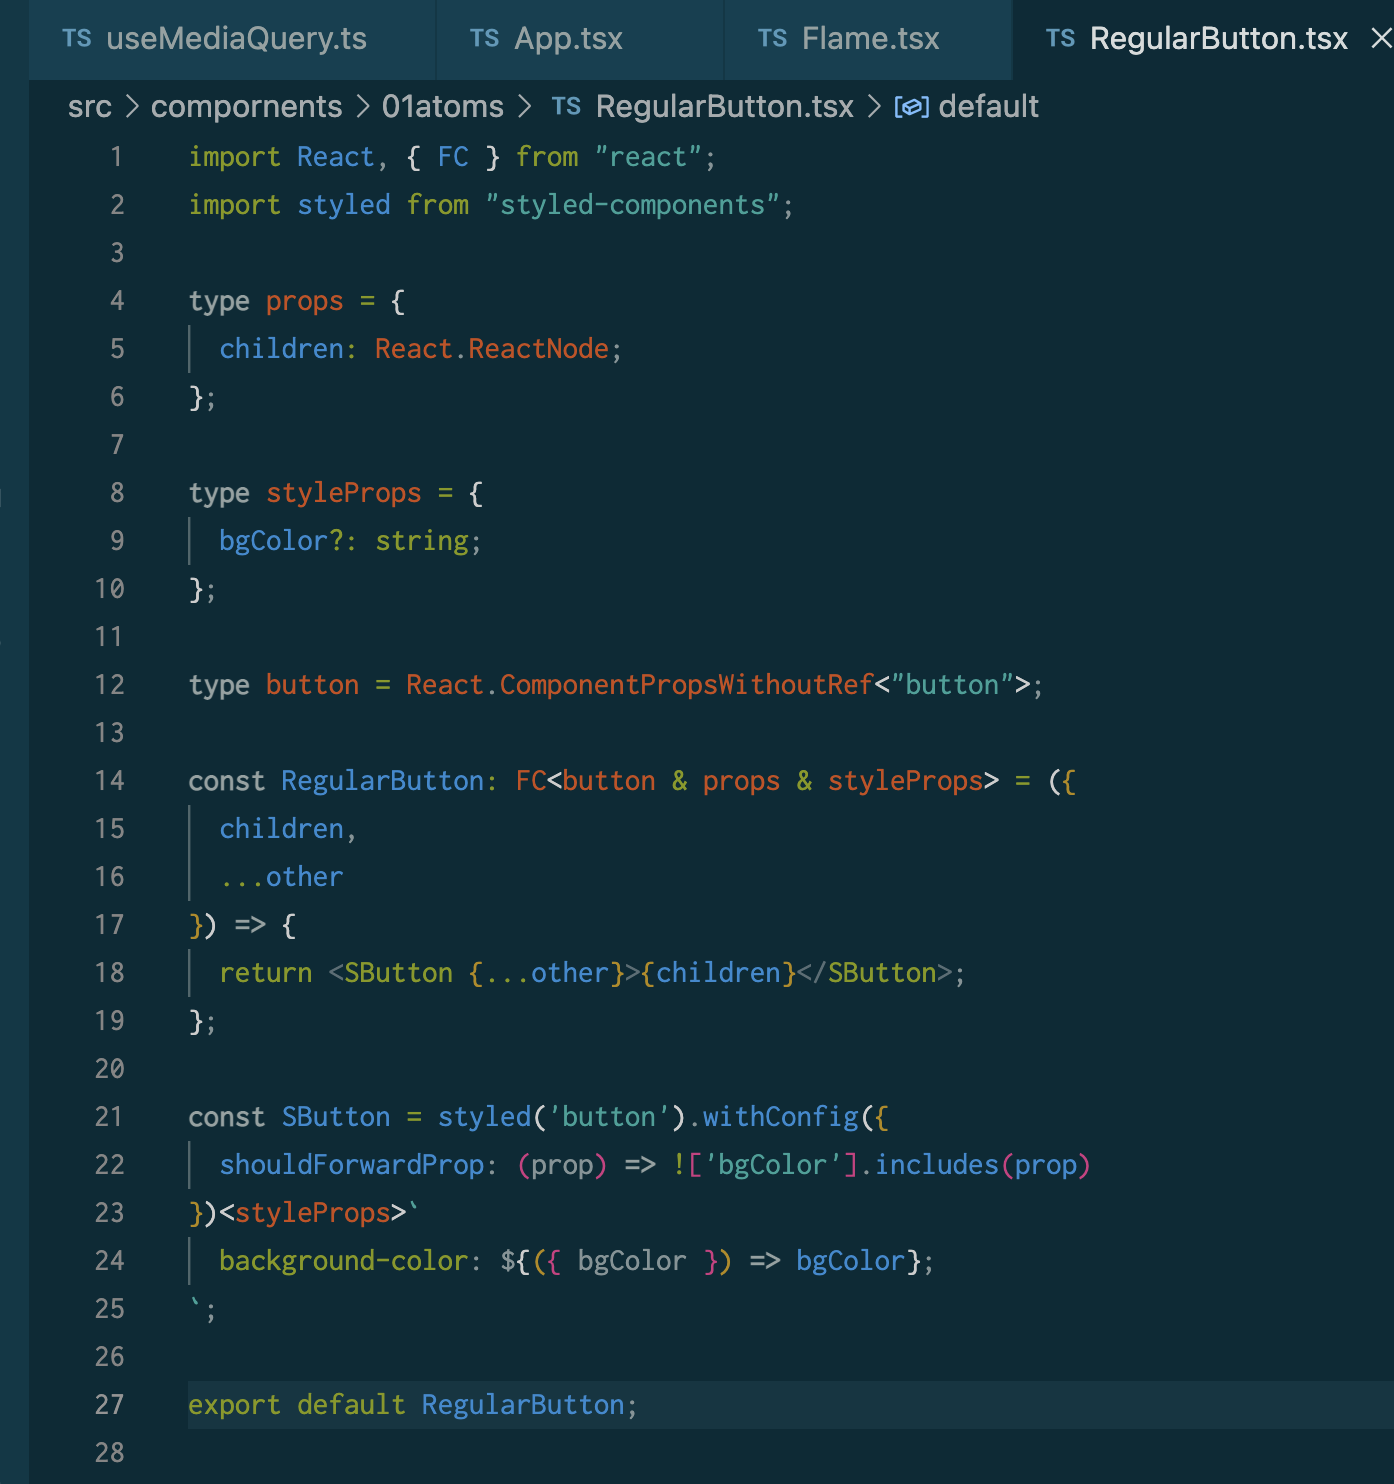 TS useMediaQuery.ts TS App.tsx TS Flame.tsx TS RegularButton.tsx
src > compornents > 01atoms > TS RegularButton.tsx > default
1 import React, { FC } from "react";
2 import styled from "styled-components";
3
4 type props = {
5   children: React.ReactNode;
6 };
7
8 type styleProps = {
9   bgColor?: string;
10 };
11
12 type button = React.ComponentPropsWithoutRef<"button">;
13
14 const RegularButton: FC<button & props & styleProps> = ({
15   children,
16   ...other
17 }) => {
18   return <SButton {...other}>{children}</SButton>;
19 };
20
21 const SButton = styled('button').withConfig({
22   shouldForwardProp: (prop) => !['bgColor'].includes(prop)
23 })<styleProps>`
24   background-color: ${({ bgColor }) => bgColor};
25 `;
26
27 export default RegularButton;
28